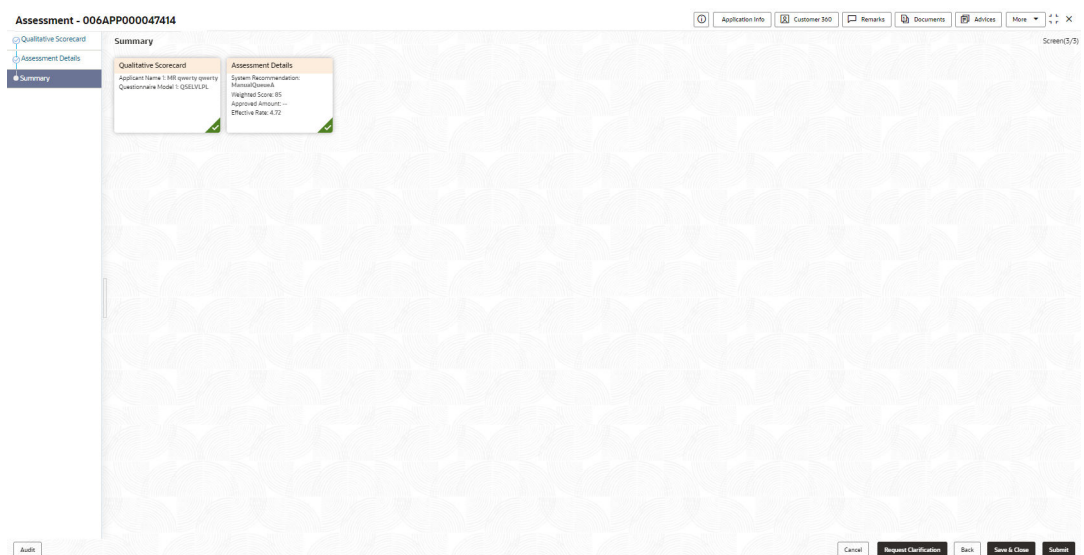 Assessment - 006APP000047414
Application Info
Customer 360
Remarks
Documents
Advices
More
Qualitative Scorecard
Assessment Details
Summary
Summary
Screen(3/3)
Qualitative Scorecard
Applicant Name 1: MR qwerty qwerty
Questionnaire Model 1: QSELVLPL
Assessment Details
System Recommendation:
ManualQueueA
Weighted Score: 85
Approved Amount: --
Effective Rate: 4.72
Audit
Cancel
Request Clarification
Back
Save & Close
Submit